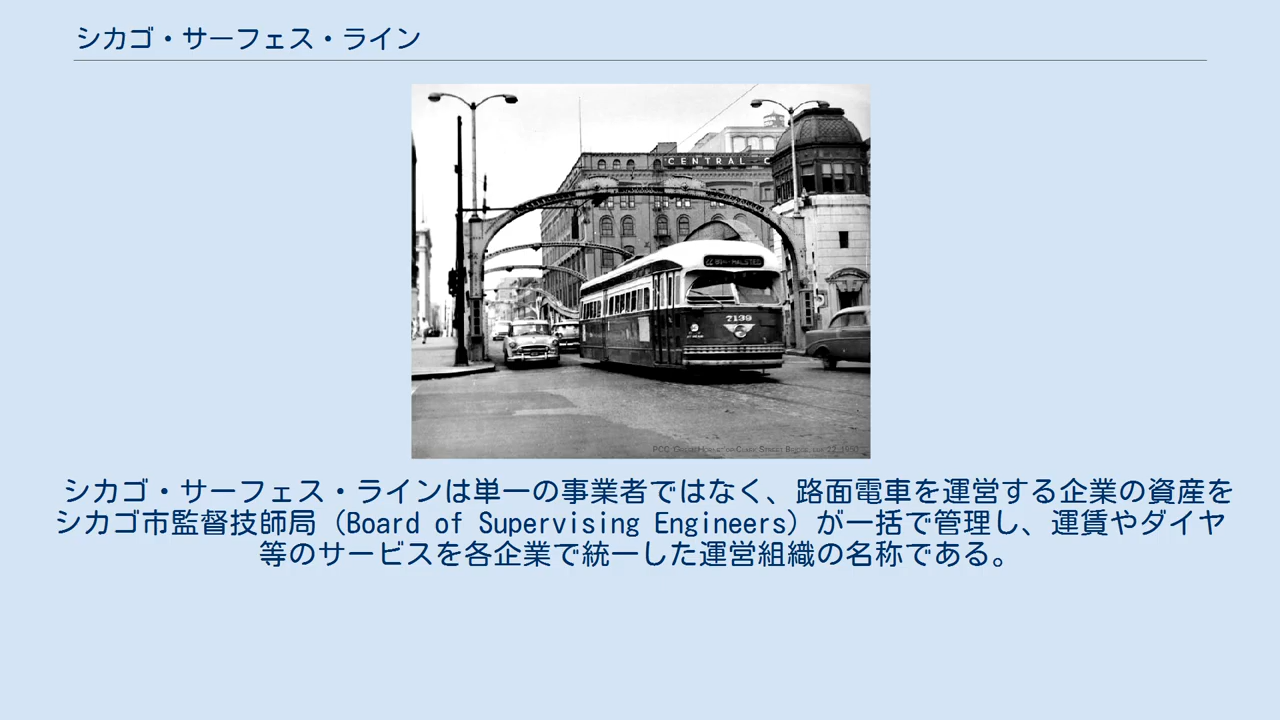 シカゴ・サーフェス・ライン
CENTRAL C
7139
シカゴ・サーフェス・ラインは単一の事業者ではなく、路面電車を運営する企業の資産を
シカゴ市監督技師局（Board of Supervising Engineers）が一括で管理し、運賃やダイヤ
等のサービスを各企業で統一した運営組織の名称である。